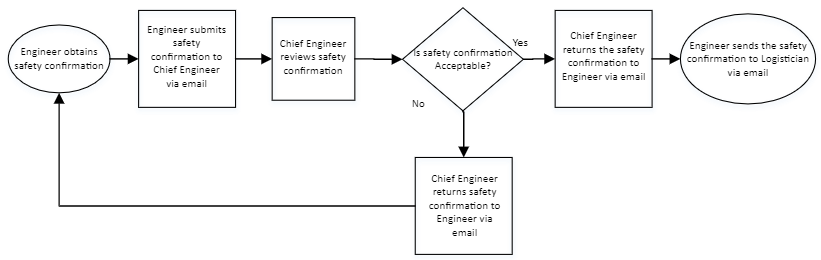 Engineer obtains
safety confirmation
Engineer submits
safety
confirmation to
Chief Engineer
via email
Chief Engineer
reviews safety
confirmation
Is safety confirmation
Acceptable?
Yes
No
Chief Engineer
returns the safety
confirmation to
Engineer via email
Engineer sends the safety
confirmation to Logistician
via email
Chief Engineer
returns safety
confirmation to
Engineer via
email